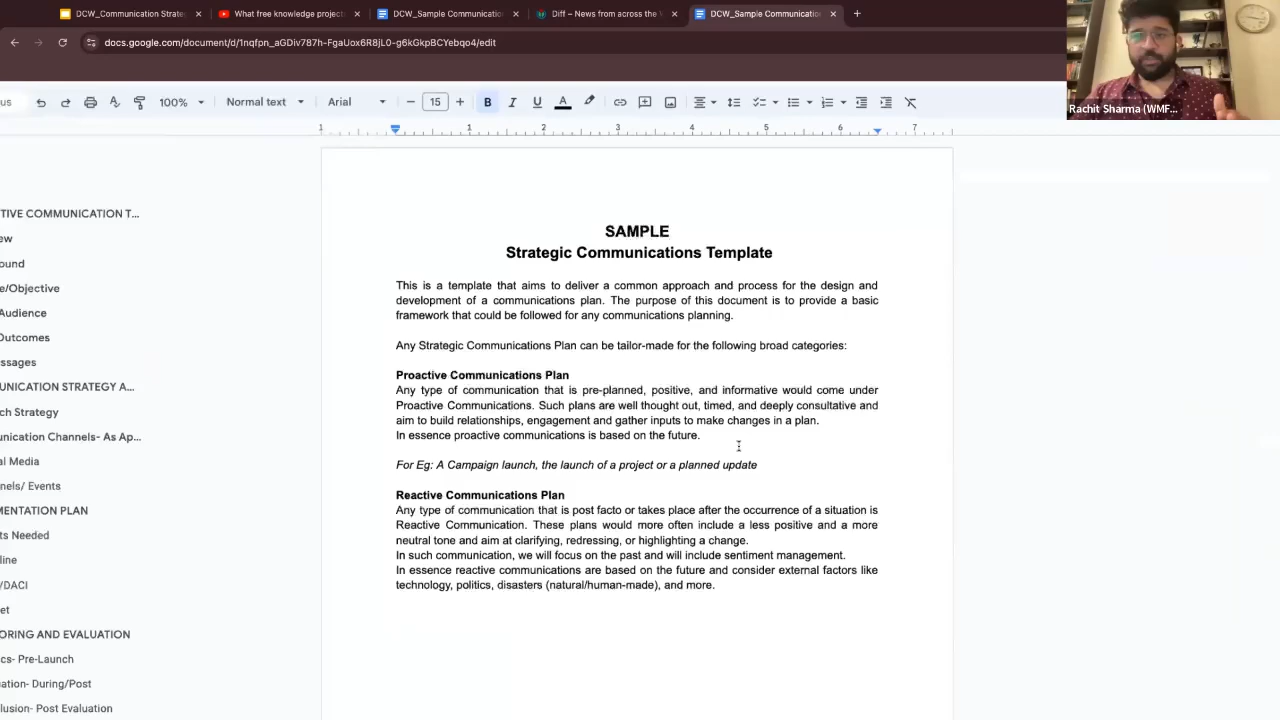 DCW_Communication Strate
What free knowledge project
DCW_Sample Communicatio
Diff – News from across the
DCW_Sample Communicatio
docs.google.com/document/d/1nqfpn_aGDiv787h-FgaUox6R8jL0-g6kGkpBCYebqo4/edit
Rachit Sharma (WMF...
us
100%
Normal text
Arial
15
B I U A
1 1 2 3 4 5 6 7
TIVE COMMUNICATION T...
ew
ound
e/Objective
Audience
Outcomes
ssages
UNICATION STRATEGY A...
ch Strategy
unication Channels- As Ap...
al Media
nels/ Events
MENTATION PLAN
ts Needed
line
/DACI
et
ORING AND EVALUATION
ics- Pre-Launch
uation- During/Post
lusion- Post Evaluation
SAMPLE
Strategic Communications Template
This is a template that aims to deliver a common approach and process for the design and
development of a communications plan. The purpose of this document is to provide a basic
framework that could be followed for any communications planning.
Any Strategic Communications Plan can be tailor-made for the following broad categories:
Proactive Communications Plan
Any type of communication that is pre-planned, positive, and informative would come under
Proactive Communications. Such plans are well thought out, timed, and deeply consultative and
aim to build relationships, engagement and gather inputs to make changes in a plan.
In essence proactive communications is based on the future.
For Eg: A Campaign launch, the launch of a project or a planned update
Reactive Communications Plan
Any type of communication that is post facto or takes place after the occurrence of a situation is
Reactive Communication. These plans would more often include a less positive and a more
neutral tone and aim at clarifying, redressing, or highlighting a change.
In such communication, we will focus on the past and will include sentiment management.
In essence reactive communications are based on the future and consider external factors like
technology, politics, disasters (natural/human-made), and more.